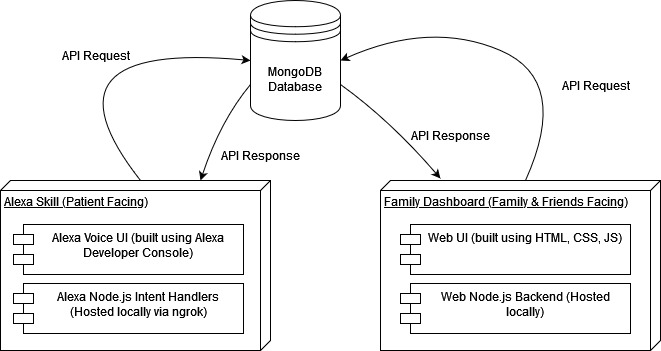 API Request
MongoDB
Database
API Request
API Response
API Response
Alexa Skill (Patient Facing)
Alexa Voice UI (built using Alexa
Developer Console)
Alexa Node.js Intent Handlers
(Hosted locally via ngrok)
Family Dashboard (Family & Friends Facing)
Web UI (built using HTML, CSS, JS)
Web Node.js Backend (Hosted
locally)